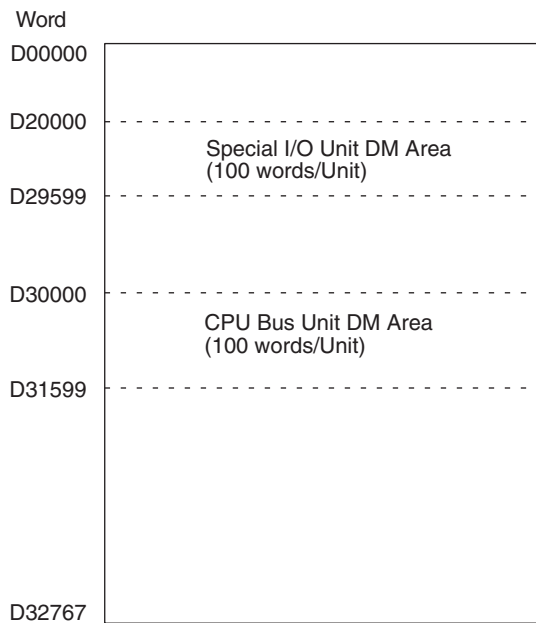 Word
D00000
D20000
Special I/O Unit DM Area
(100 words/Unit)
D29599
D30000
CPU Bus Unit DM Area
(100 words/Unit)
D31599
D32767